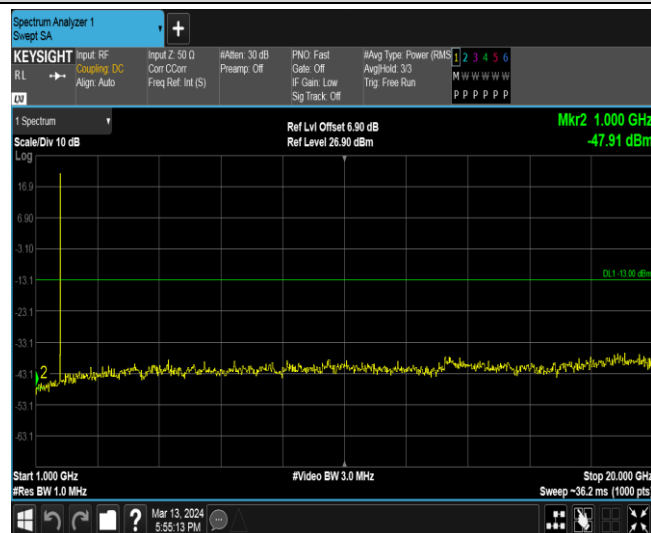 Spectrum Analyzer 1
Swept SA
+
KEYSIGHT Input: RF Input Z: 50 Ω #Atten: 30 dB PNO: Fast #Avg Type: Power (RMS 1 2 3 4 5 6
RL Coupling: DC Corr CCorr Preamp: Off Gate: Off Avg|Hold: 3/3 M W W W W W
Align: Auto Freq Ref: Int (S) IF Gain: Low Trig: Free Run
Sig Track: Off P P P P P P
1 Spectrum Ref Lvl Offset 6.90 dB Mkr2 1.000 GHz
Scale/Div 10 dB Ref Level 26.90 dBm -47.91 dBm
Log
16.9
6.90
-3.10
DL1 -13.00 dBm
-13.1
-23.1
-33.1
-43.1 2
-53.1
-63.1
Start 1.000 GHz #Video BW 3.0 MHz Stop 20.000 GHz
#Res BW 1.0 MHz Sweep ~36.2 ms (1000 pts)
? Mar 13, 2024
5:55:13 PM